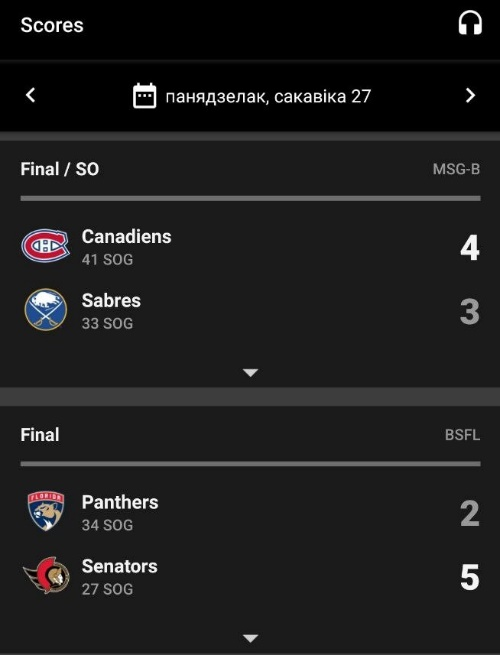 Scores
панядзелак, сакавіка 27
Final / SO
MSG-B
Canadiens
41 SOG
4
Sabres
33 SOG
3
Final
BSFL
FLORIDA
Panthers
34 SOG
2
Senators
27 SOG
5